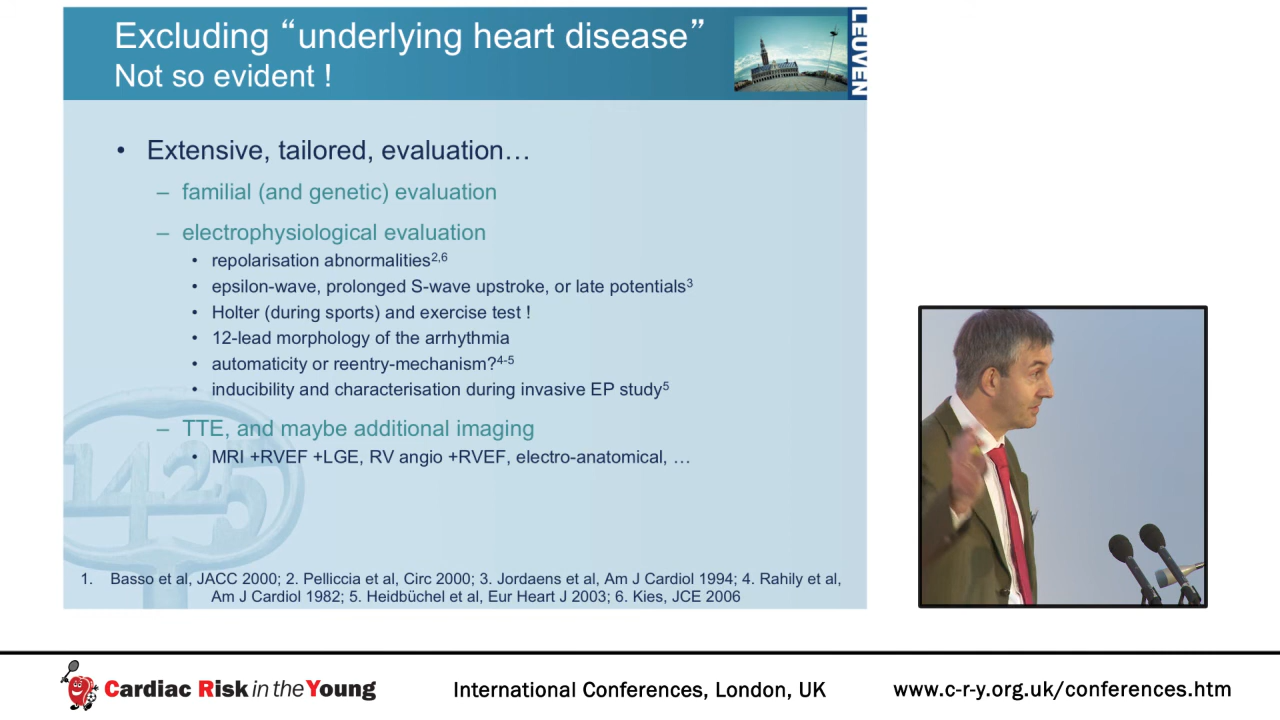 Excluding “underlying heart disease”
Not so evident !
LEUVEN
• Extensive, tailored, evaluation…
– familial (and genetic) evaluation
– electrophysiological evaluation
• repolarisation abnormalities2,6
• epsilon-wave, prolonged S-wave upstroke, or late potentials3
• Holter (during sports) and exercise test !
• 12-lead morphology of the arrhythmia
• automaticity or reentry-mechanism?4-5
• inducibility and characterisation during invasive EP study5
– TTE, and maybe additional imaging
• MRI +RVEF +LGE, RV angio +RVEF, electro-anatomical, …
1425
1. Basso et al, JACC 2000; 2. Pelliccia et al, Circ 2000; 3. Jordaens et al, Am J Cardiol 1994; 4. Rahily et al,
Am J Cardiol 1982; 5. Heidbüchel et al, Eur Heart J 2003; 6. Kies, JCE 2006
Cardiac Risk in the Young
International Conferences, London, UK
www.c-r-y.org.uk/conferences.htm